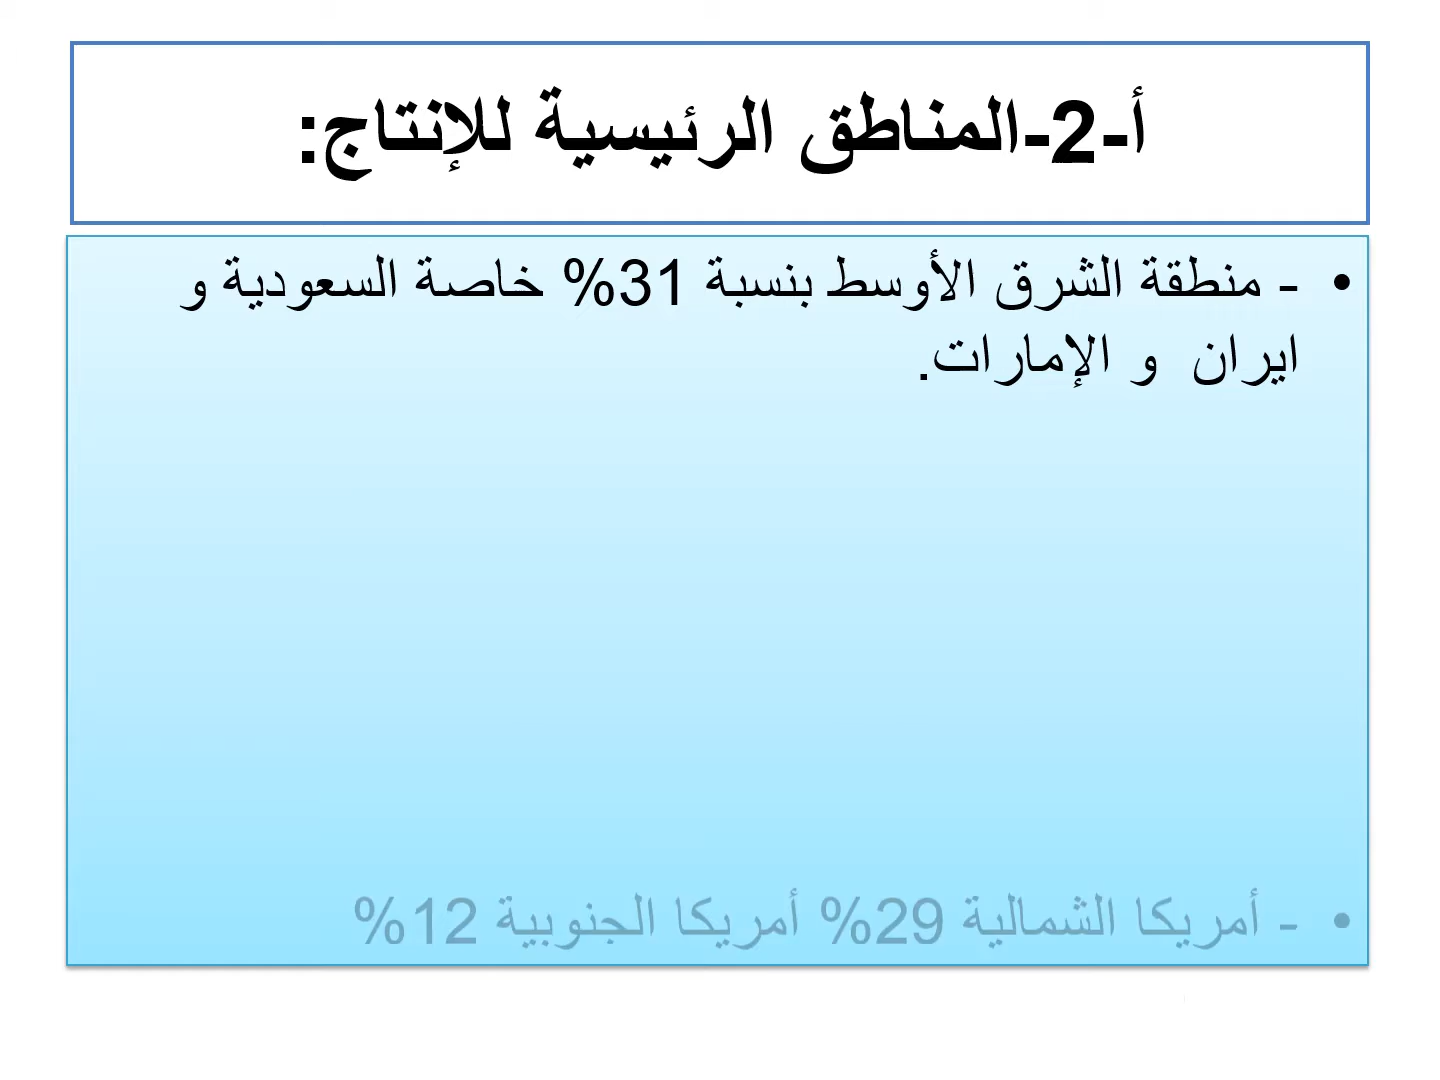 أ-2-المناطق الرئيسية للإنتاج:
• - منطقة الشرق الأوسط بنسبة 31% خاصة السعودية و
ايران و الإمارات.
• - أمريكا الشمالية 29% أمريكا الجنوبية 12%